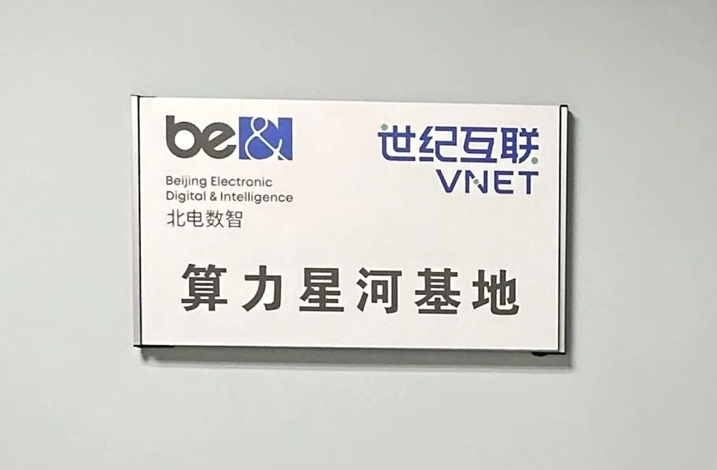 be&N
Beijing Electronic
Digital & Intelligence
北电数智
世纪互联
VNET
算力星河基地